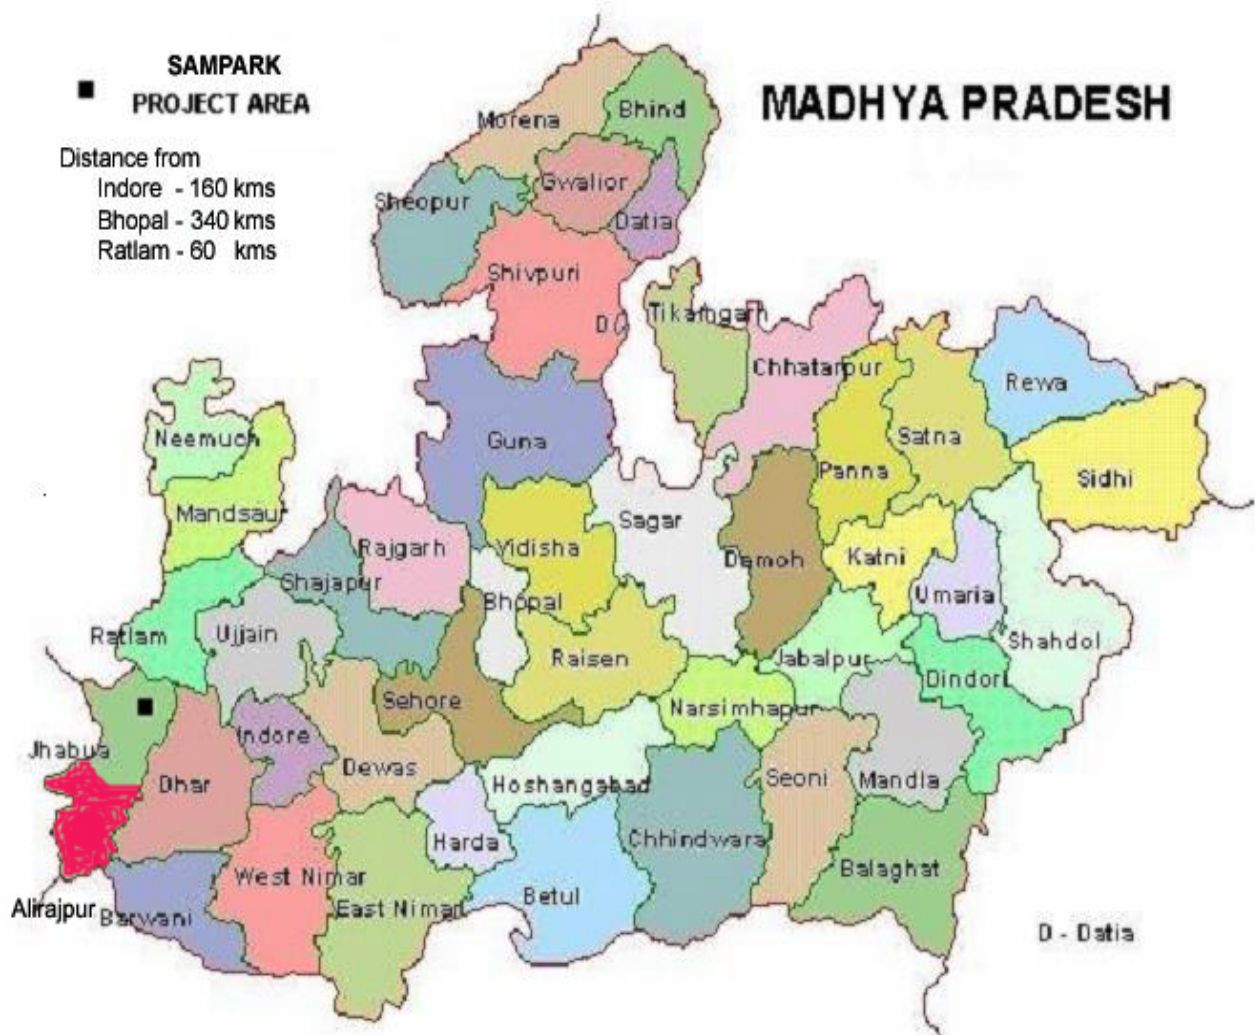 SAMPARK
PROJECT AREA
MADHYA PRADESH
Distance from
Indore - 160 kms
Bhopal - 340 kms
Ratlam - 60 kms
Morena
Bhind
Gwalior
Sheopur
Datia
Shivpuri
D
Tikamgarh
Chhatarpur
Rewa
Neemuch
Guna
Satna
Panna
Sidhi
Mandsaur
Sagar
Rajgarh
Vidisha
Damoh
Katni
Shajapur
Bhopal
Umaria
Ratlam
Ujjain
Shahdol
Raisen
Jabalpur
Dindori
Sehore
Narsimhapur
Indore
Jhabua
Dewas
Dhar
Hoshangabad
Seoni
Mandla
Harda
Chhindwara
Balaghat
West Nimar
Betul
East Nimar
Alirajpur
Barwani
D - Datia